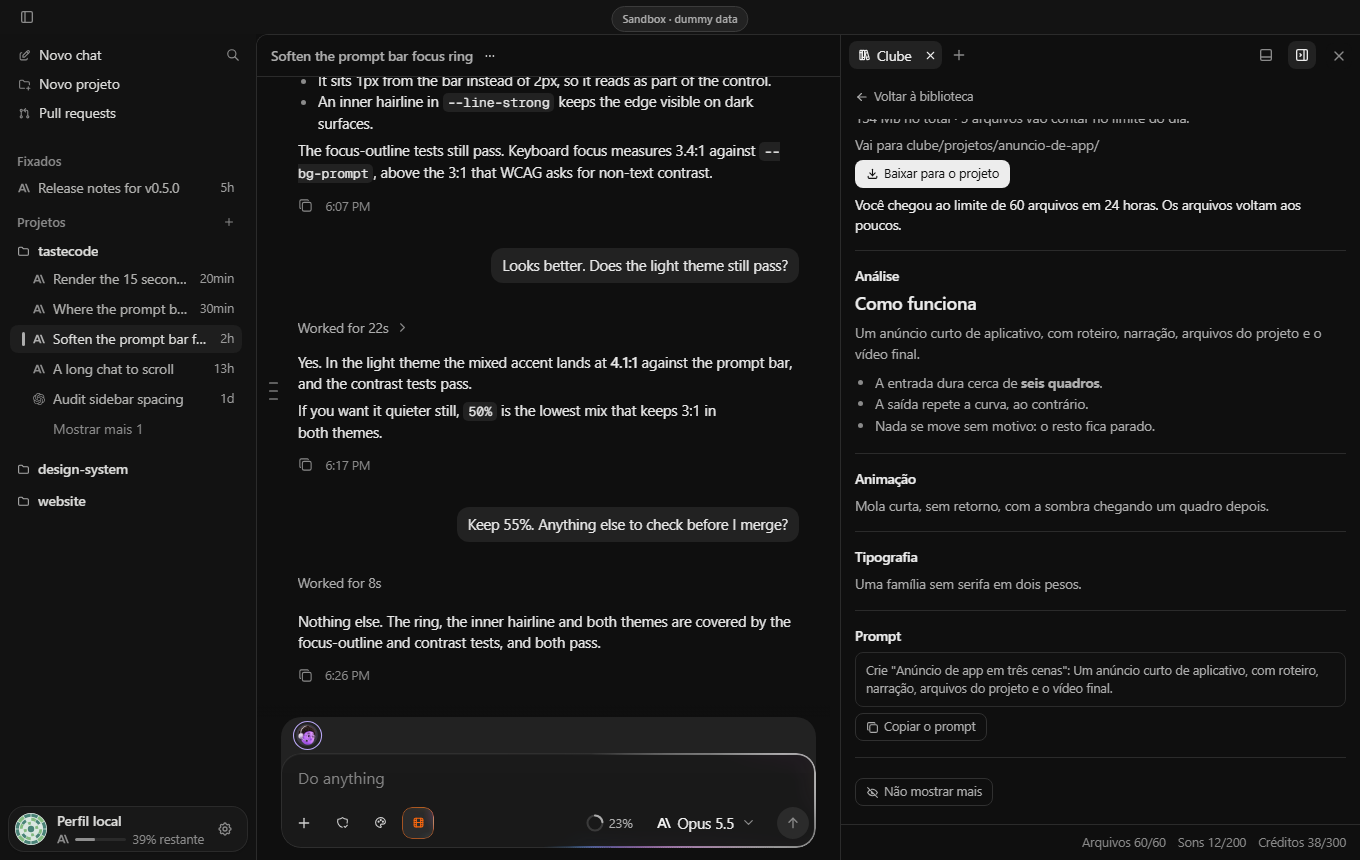 Sandbox · dummy data
Novo chat
Novo projeto
Pull requests
Fixados
Release notes for v0.5.0 5h
Projetos
tastecode
Render the 15 secon... 20min
Where the prompt b... 30min
Soften the prompt bar f... 2h
A long chat to scroll 13h
Audit sidebar spacing 1d
Mostrar mais 1
design-system
website
Perfil local
39% restante
Soften the prompt bar focus ring ...
It sits 1px from the bar instead of 2px, so it reads as part of the control.
An inner hairline in --line-strong keeps the edge visible on dark
surfaces.
The focus-outline tests still pass. Keyboard focus measures 3.4:1 against --
bg-prompt, above the 3:1 that WCAG asks for non-text contrast.
6:07 PM
Looks better. Does the light theme still pass?
Worked for 22s
Yes. In the light theme the mixed accent lands at 4.1:1 against the prompt bar,
and the contrast tests pass.
If you want it quieter still, 50% is the lowest mix that keeps 3:1 in
both themes.
6:17 PM
Keep 55%. Anything else to check before I merge?
Worked for 8s
Nothing else. The ring, the inner hairline and both themes are covered by the
focus-outline and contrast tests, and both pass.
6:26 PM
Do anything
23%
Opus 5.5
Clube
Voltar à biblioteca
MB no total · 5 arquivos vão contar no limite do dia.
Vai para clube/projetos/anuncio-de-app/
Baixar para o projeto
Você chegou ao limite de 60 arquivos em 24 horas. Os arquivos voltam aos
poucos.
Análise
Como funciona
Um anúncio curto de aplicativo, com roteiro, narração, arquivos do projeto e o
vídeo final.
A entrada dura cerca de seis quadros.
A saída repete a curva, ao contrário.
Nada se move sem motivo: o resto fica parado.
Animação
Mola curta, sem retorno, com a sombra chegando um quadro depois.
Tipografia
Uma família sem serifa em dois pesos.
Prompt
Crie "Anúncio de app em três cenas": Um anúncio curto de aplicativo, com roteiro,
narração, arquivos do projeto e o vídeo final.
Copiar o prompt
Não mostrar mais
Arquivos 60/60 Sons 12/200 Créditos 38/300